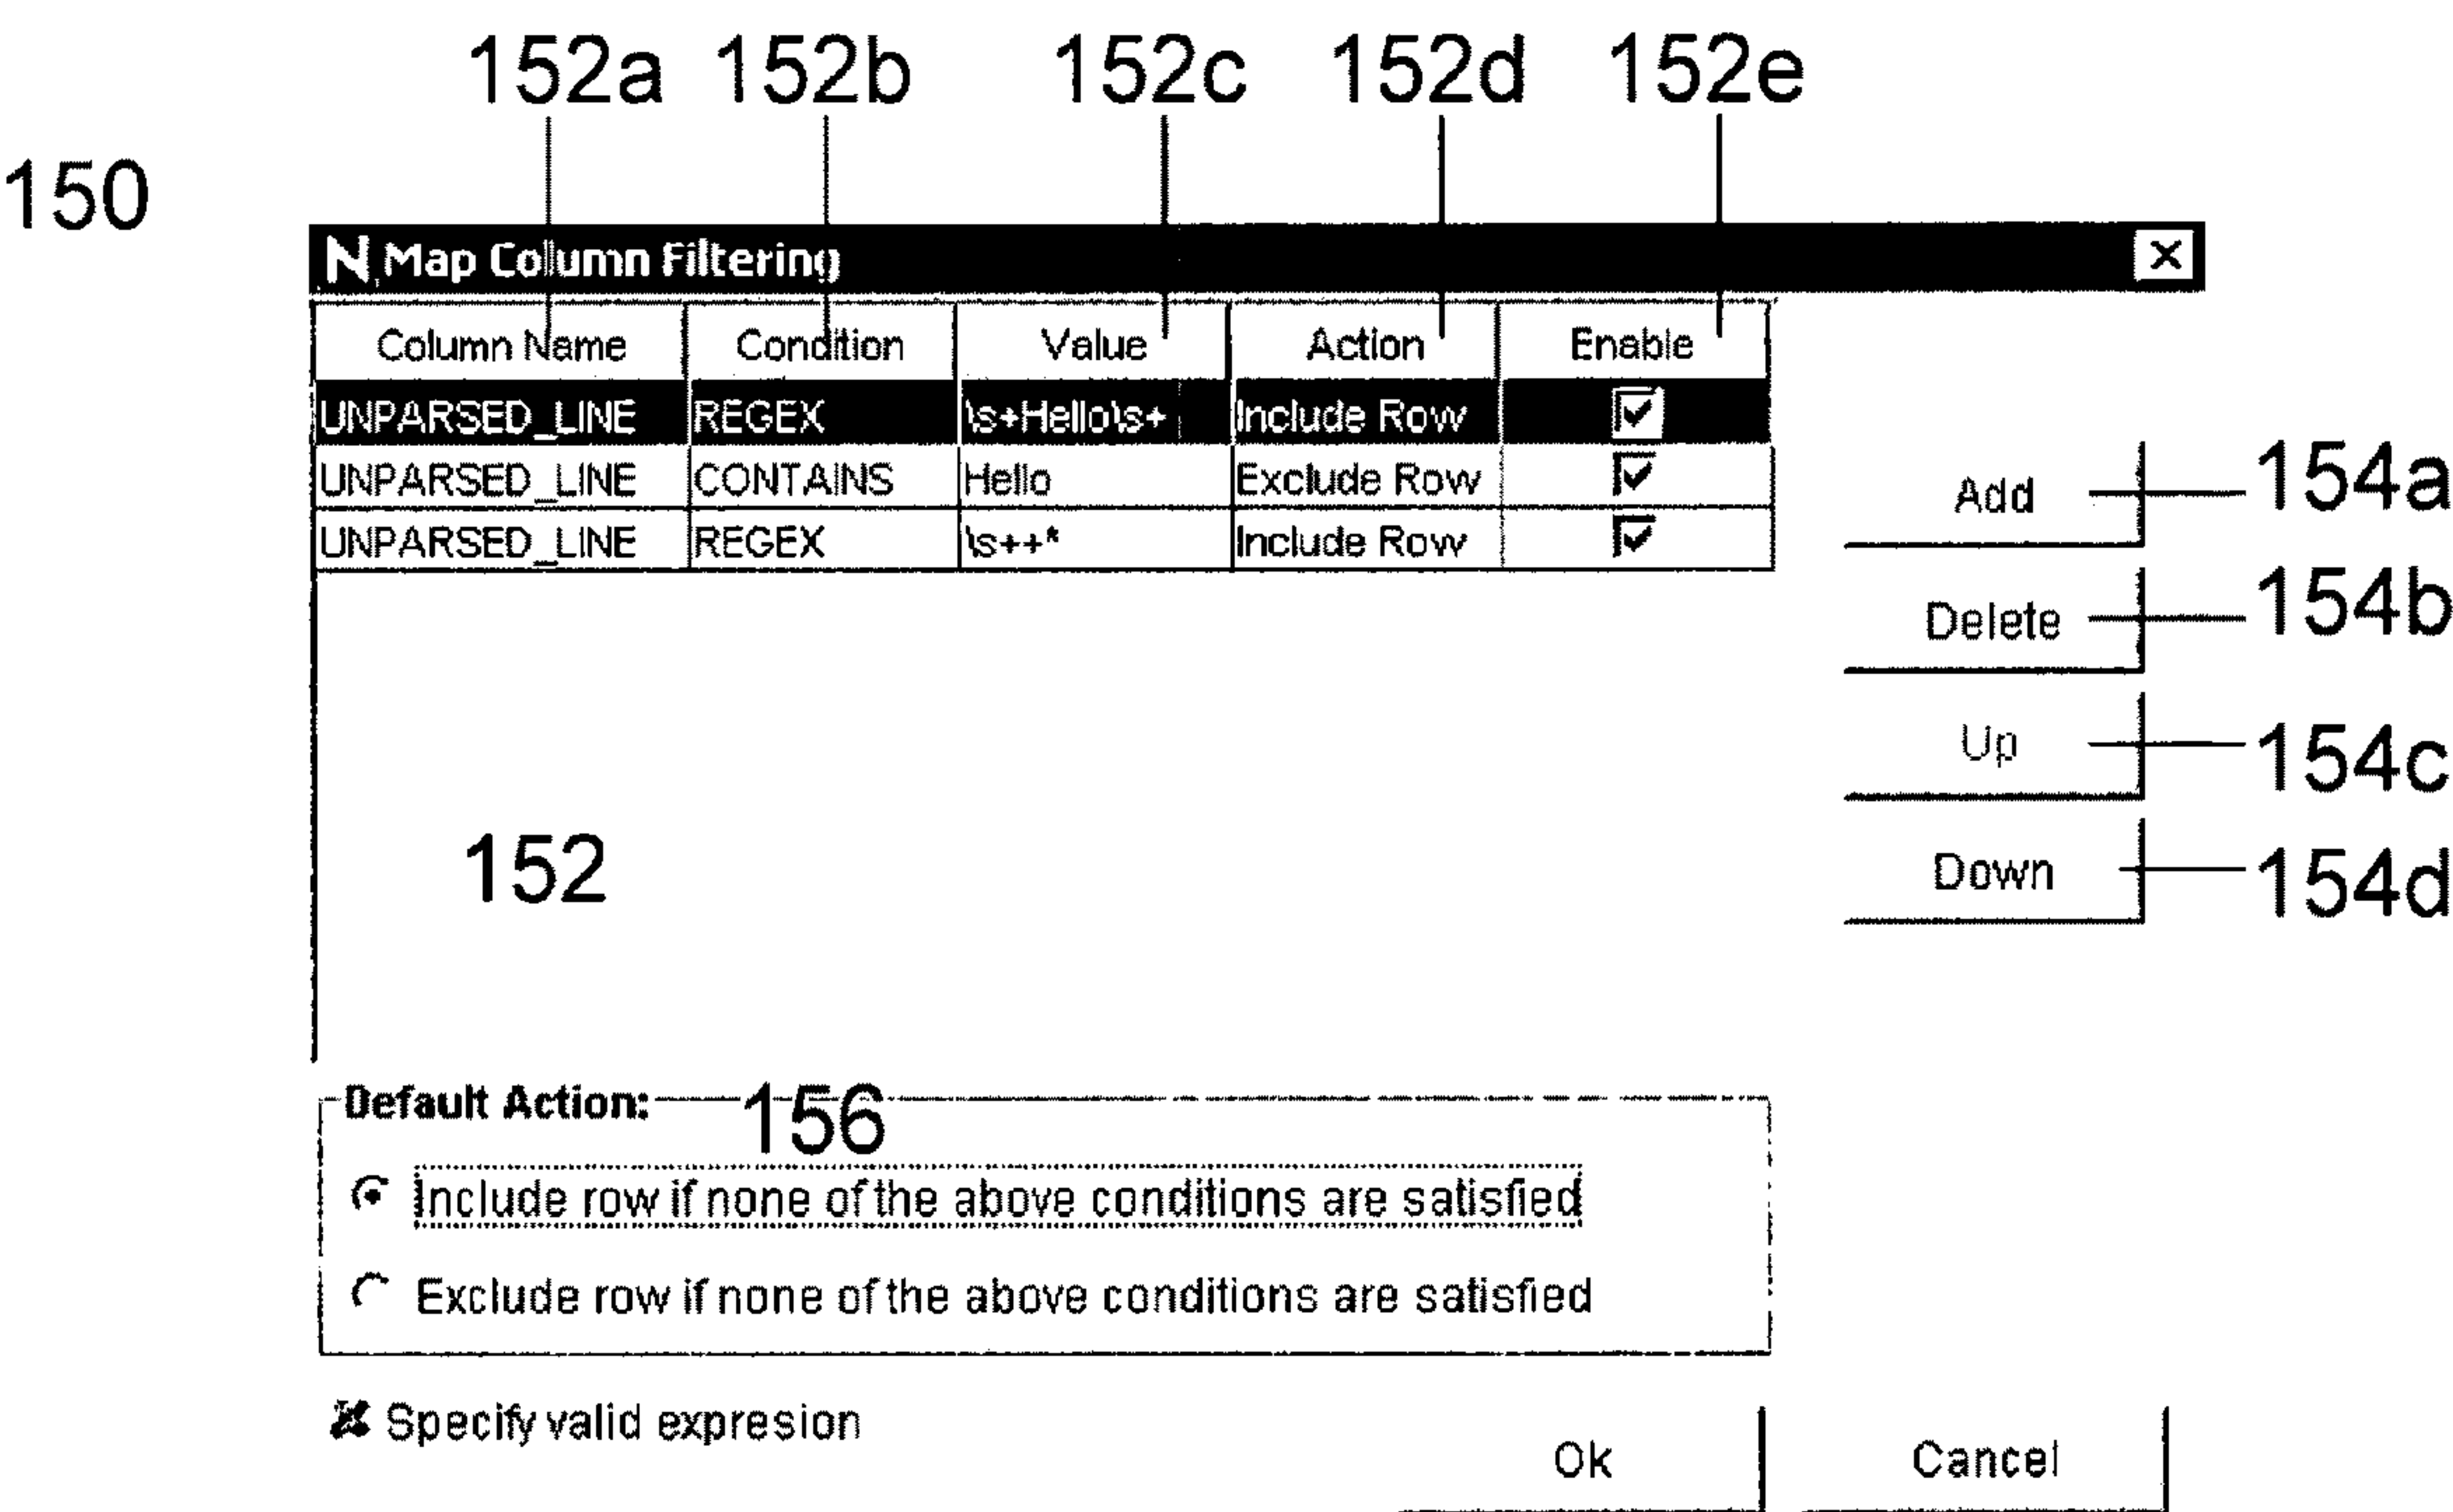 152a 152b 152c 152d 152e
150
N Map Column Filtering
Column Name Condition Value Action Enable
UNPARSED_LINE REGEX \s+Hello\s+ Include Row
UNPARSED_LINE CONTAINS Hello Exclude Row
UNPARSED_LINE REGEX \s++* Include Row
Add 154a
Delete 154b
Up 154c
Down 154d
152
Default Action: 156
Include row if none of the above conditions are satisfied
Exclude row if none of the above conditions are satisfied
Specify valid expresion
Ok Cancel